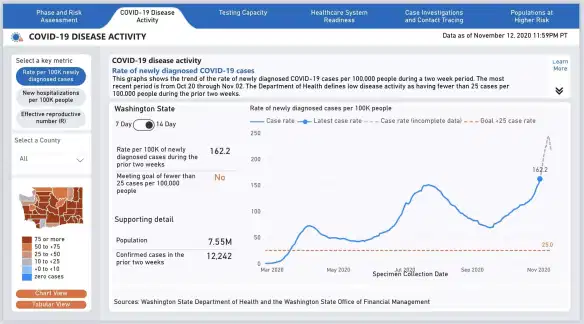 Phase and Risk Assessment
COVID-19 Disease Activity
Testing Capacity
Healthcare System Readiness
Case Investigations and Contact Tracing
Populations at Higher Risk
COVID-19 DISEASE ACTIVITY
Data as of November 12, 2020 11:59PM PT
Select a key metric
Rate per 100K newly diagnosed cases
New hospitalizations per 100K people
Effective reproductive number (R)
Select a County
All
75 or more
50 to <75
25 to <50
10 to <25
<0 to <10
zero cases
Chart View
Tabular View
COVID-19 disease activity
Learn More
Rate of newly diagnosed COVID-19 cases
This graphs shows the trend of the rate of newly diagnosed COVID-19 cases per 100,000 people during a two week period. The most
recent period is from Oct 20 through Nov 02. The Department of Health defines low disease activity as having fewer than 25 cases per
100,000 people during the prior two weeks.
Washington State
7 Day
14 Day
Rate per 100K of newly diagnosed cases during the prior two weeks
162.2
Meeting goal of fewer than 25 cases per 100,000 people
No
Supporting detail
Population
7.55M
Confirmed cases in the prior two weeks
12,242
Rate of newly diagnosed cases per 100K people
Case rate
Latest case rate
Case rate (incomplete data)
Goal <25 case rate
250
200
150
100
50
0
162.2
25.0
Mar 2020
May 2020
Jul 2020
Sep 2020
Nov 2020
Specimen Collection Date
Sources: Washington State Department of Health and the Washington State Office of Financial Management